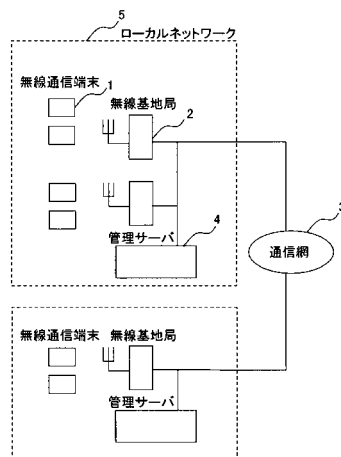 5
ローカルネットワーク
無線通信端末
1
無線基地局
2
管理サーバ
4
3
通信網
無線通信端末
無線基地局
管理サーバ